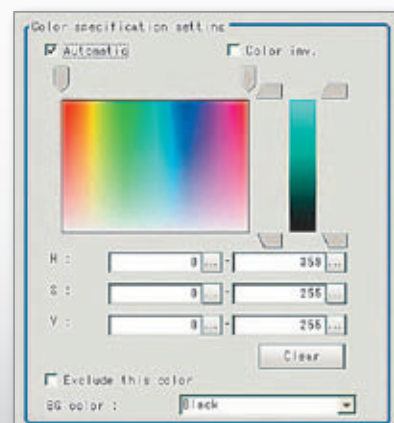 Color specification setting
Automatic Color inv.
H : 0 ... - 359 ...
S : 0 ... - 255 ...
V : 0 ... - 255 ...
Clear
Exclude this color
BG color : Black